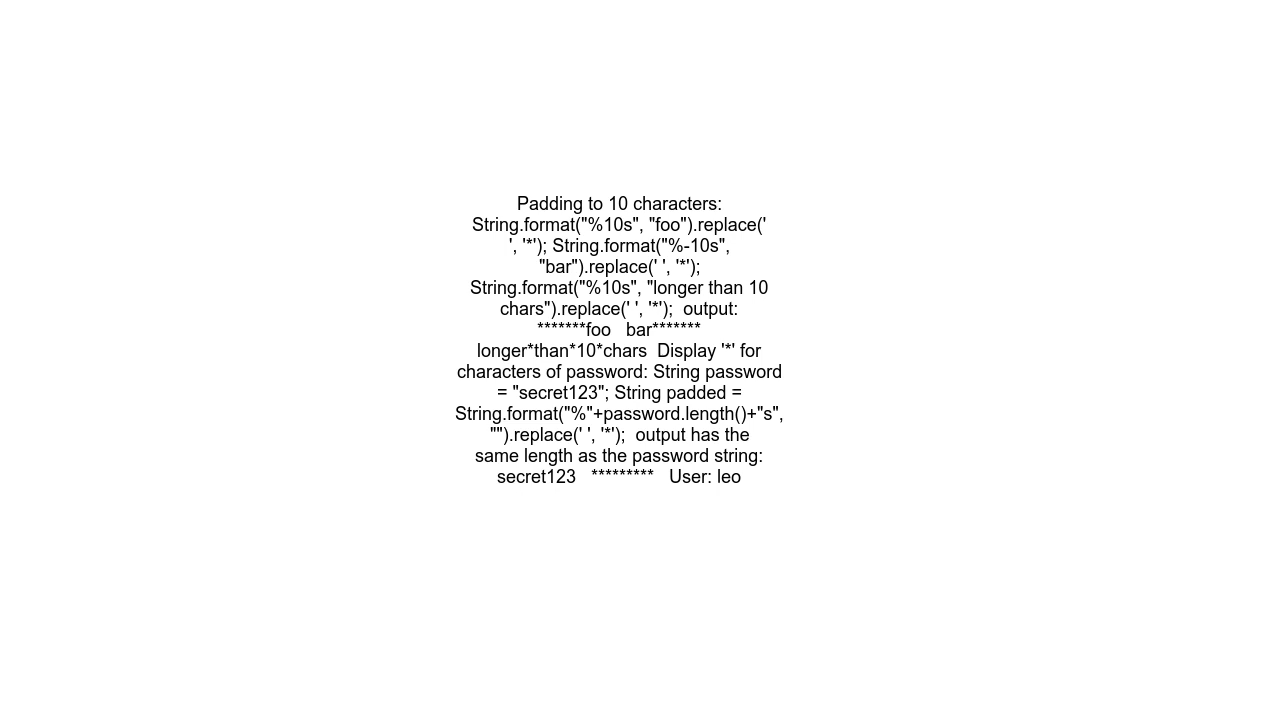 Padding to 10 characters:
String.format("%10s", "foo").replace('
', '*'); String.format("%-10s",
"bar").replace(' ', '*');
String.format("%10s", "longer than 10
chars").replace(' ', '*');  output:
*******foo   bar*******
longer*than*10*chars  Display '*' for
characters of password: String password
= "secret123"; String padded =
String.format("%"+password.length()+"s",
"").replace(' ', '*');  output has the
same length as the password string:
secret123   *********   User: leo